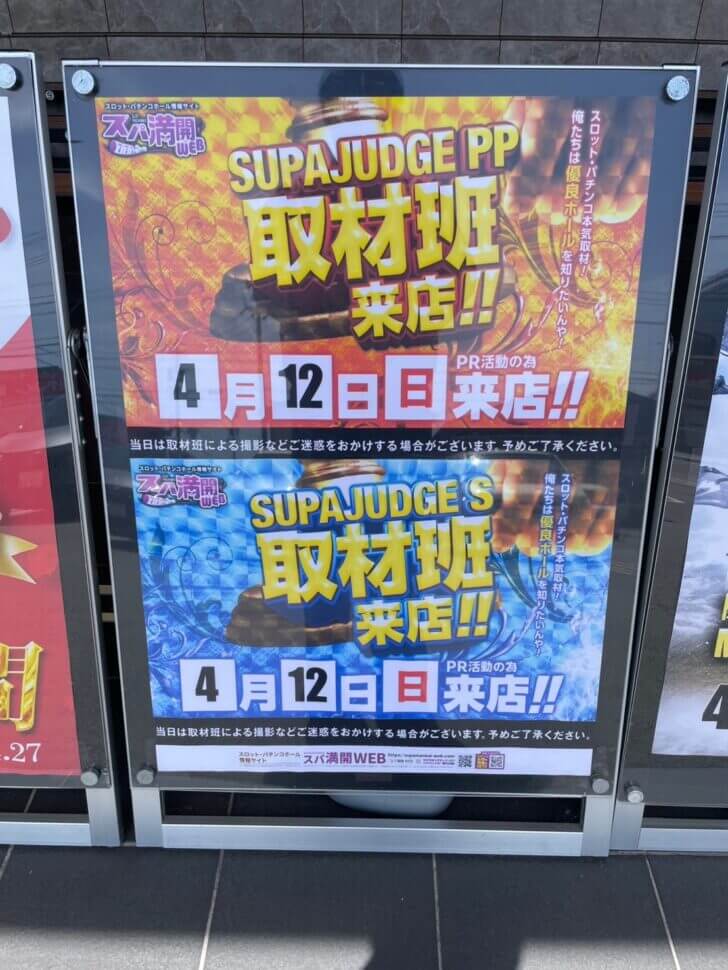 スロット・パチンコホール情報サイト
スパ満開WEB
SUPAJUDGE PP
取材班
来店!!
スロット・パチンコ本気取材!
俺たちは優良ホールを知りたいんや!
4月12日 日 PR活動の為 来店!!
当日は取材班による撮影などご迷惑をおかけする場合がございます。予めご了承ください。
スロット・パチンコホール情報サイト
スパ満開WEB
SUPAJUDGE S
取材班
来店!!
スロット・パチンコ本気取材!
俺たちは優良ホールを知りたいんや!
4月12日 日 PR活動の為 来店!!
当日は取材班による撮影などご迷惑をおかけする場合がございます。予めご了承ください。
スロット・パチンコホール
情報サイト
スパ満開WEB
.27
4